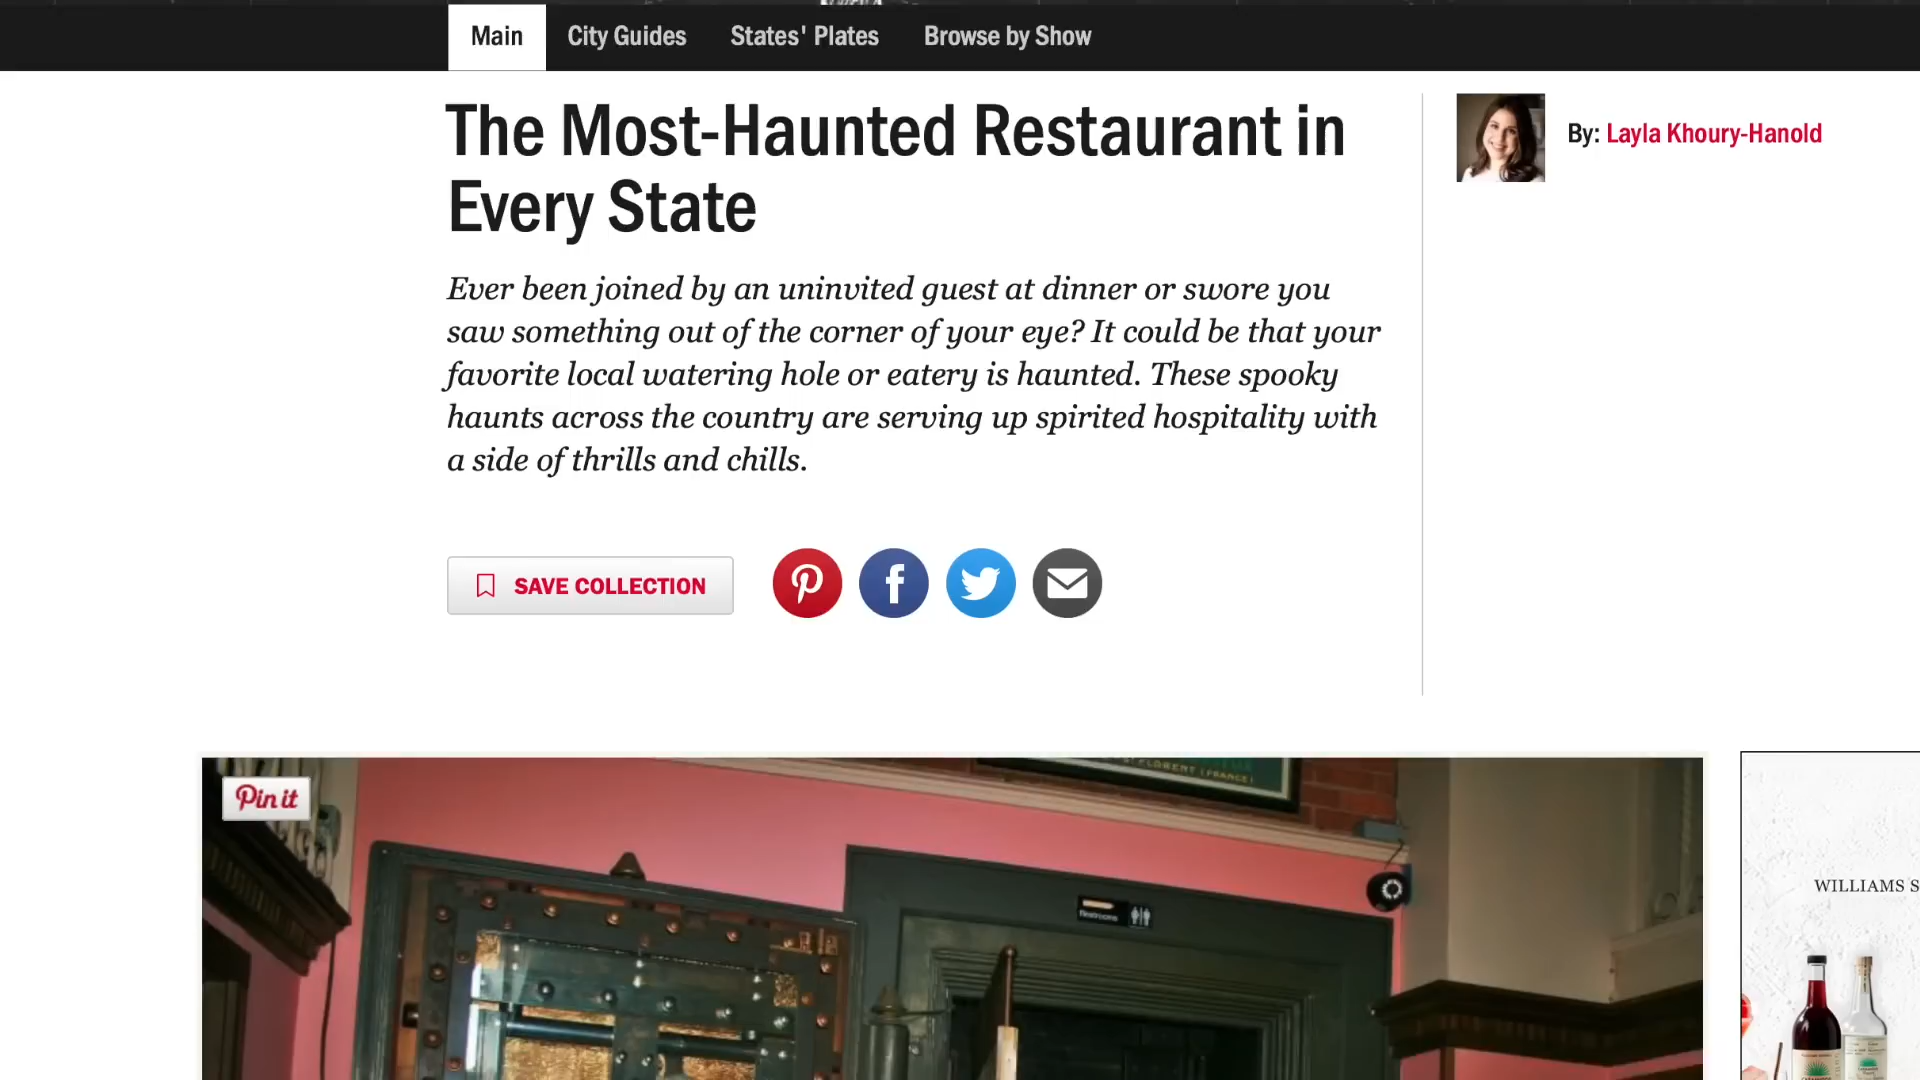 Main City Guides States' Plates Browse by Show
The Most-Haunted Restaurant in
Every State
By: Layla Khoury-Hanold
Ever been joined by an uninvited guest at dinner or swore you
saw something out of the corner of your eye? It could be that your
favorite local watering hole or eatery is haunted. These spooky
haunts across the country are serving up spirited hospitality with
a side of thrills and chills.
SAVE COLLECTION
Pin it
FLORENT (FRANCE)
Restrooms
WILLIAMS S